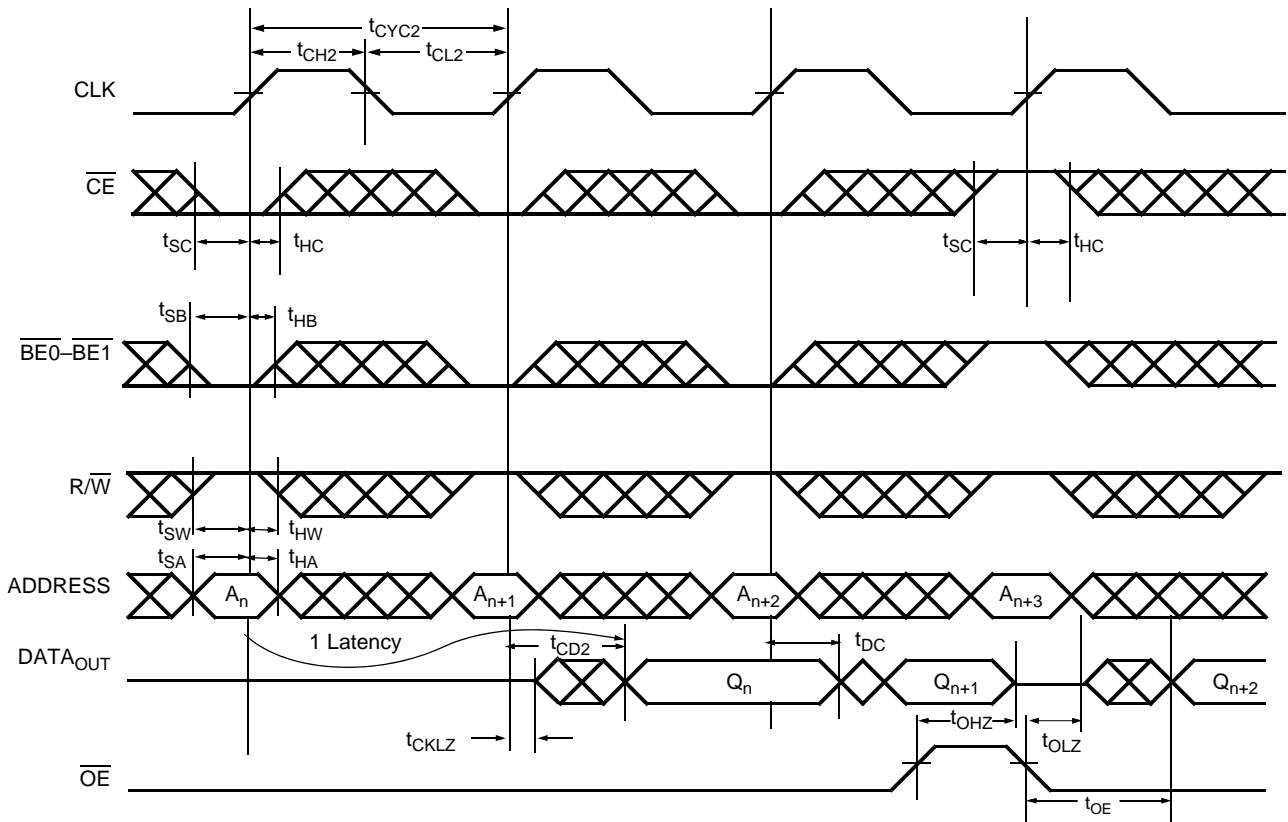 tCYC2
tCH2 tCL2
CLK
CE
tSC tHC tSC tHC
tSB tHB
BE0–BE1
R/W
tSW tHW
tSA tHA
ADDRESS An An+1 An+2 An+3
1 Latency tCD2 tDC
DATAOUT Qn Qn+1 Qn+2
tOHZ tOLZ
tCKLZ
OE
tOE